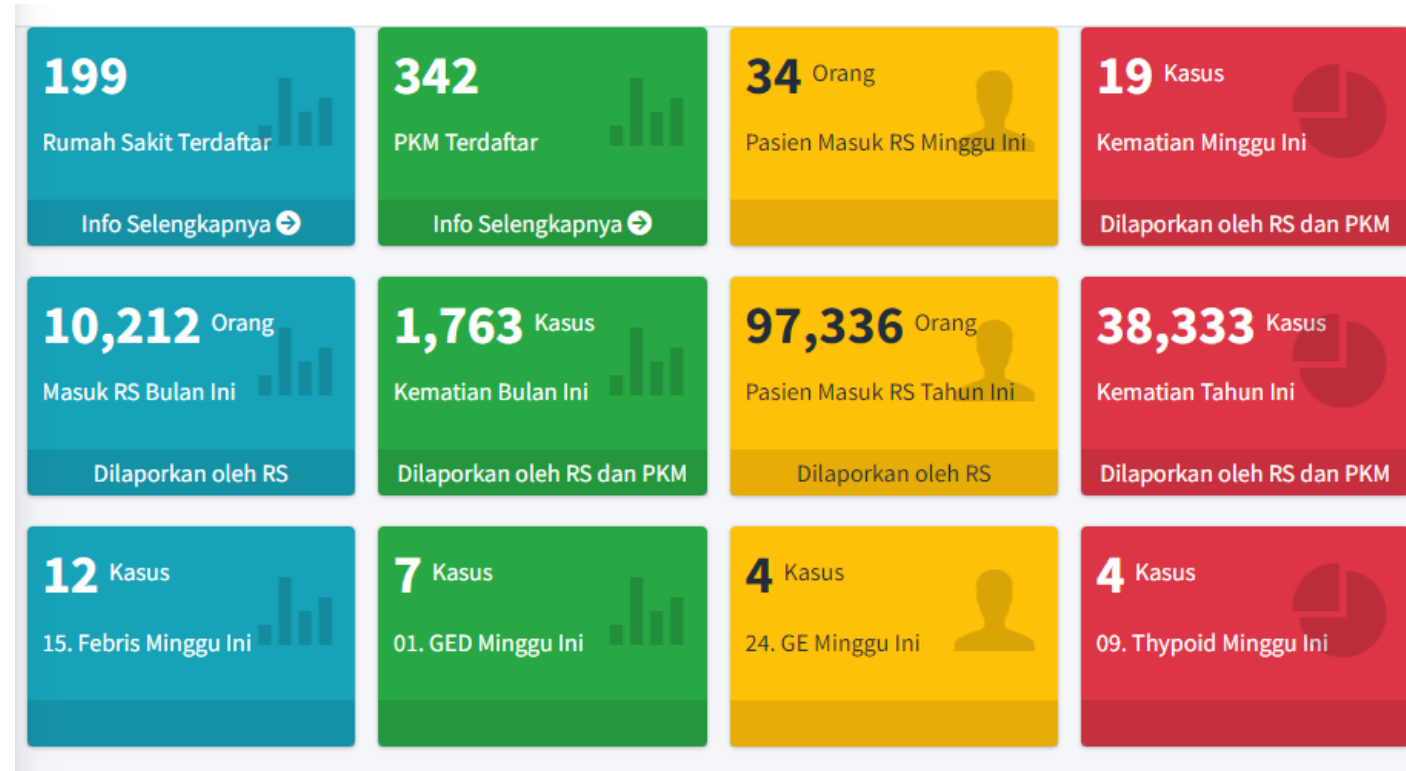 199
Rumah Sakit Terdaftar
Info Selengkapnya
342
PKM Terdaftar
Info Selengkapnya
34 Orang
Pasien Masuk RS Minggu Ini
19 Kasus
Kematian Minggu Ini
Dilaporkan oleh RS dan PKM
10,212 Orang
Masuk RS Bulan Ini
Dilaporkan oleh RS
1,763 Kasus
Kematian Bulan Ini
Dilaporkan oleh RS dan PKM
97,336 Orang
Pasien Masuk RS Tahun Ini
Dilaporkan oleh RS
38,333 Kasus
Kematian Tahun Ini
Dilaporkan oleh RS dan PKM
12 Kasus
15. Febris Minggu Ini
7 Kasus
01. GED Minggu Ini
4 Kasus
24. GE Minggu Ini
4 Kasus
09. Thypoid Minggu Ini